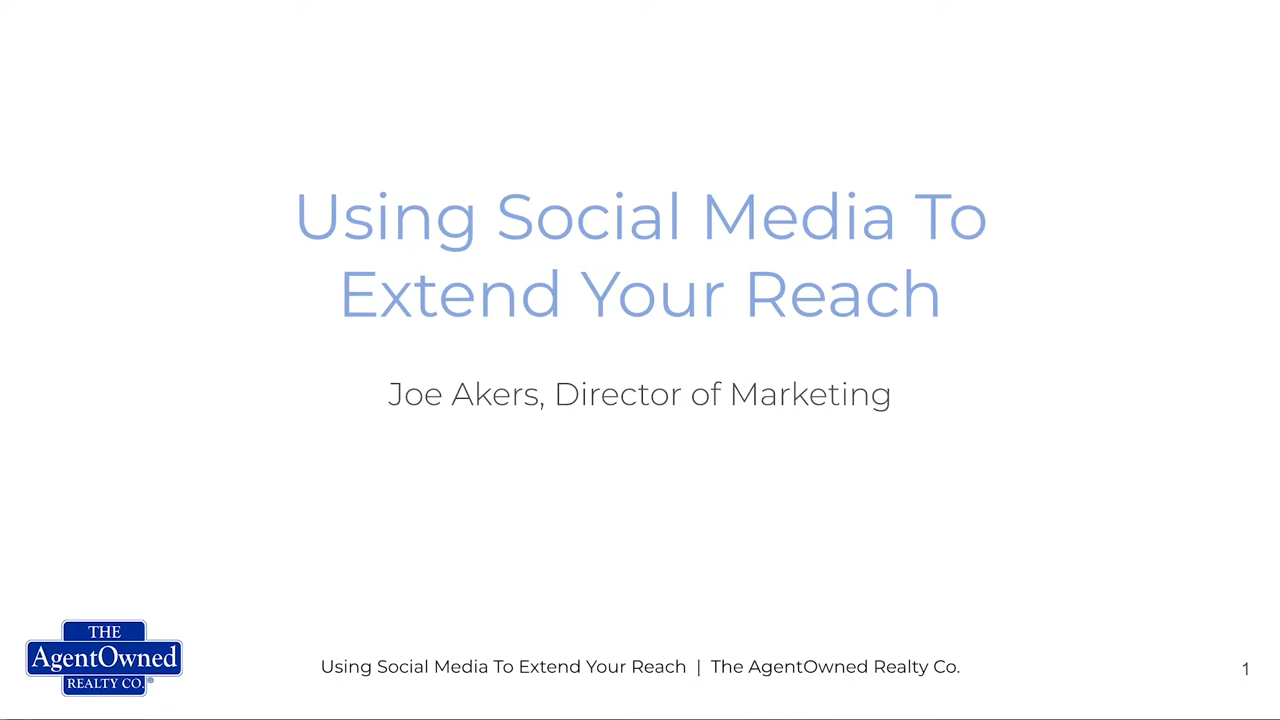 Using Social Media To
Extend Your Reach
Joe Akers, Director of Marketing
THE
AgentOwned
REALTY CO.®
Using Social Media To Extend Your Reach | The AgentOwned Realty Co.
1